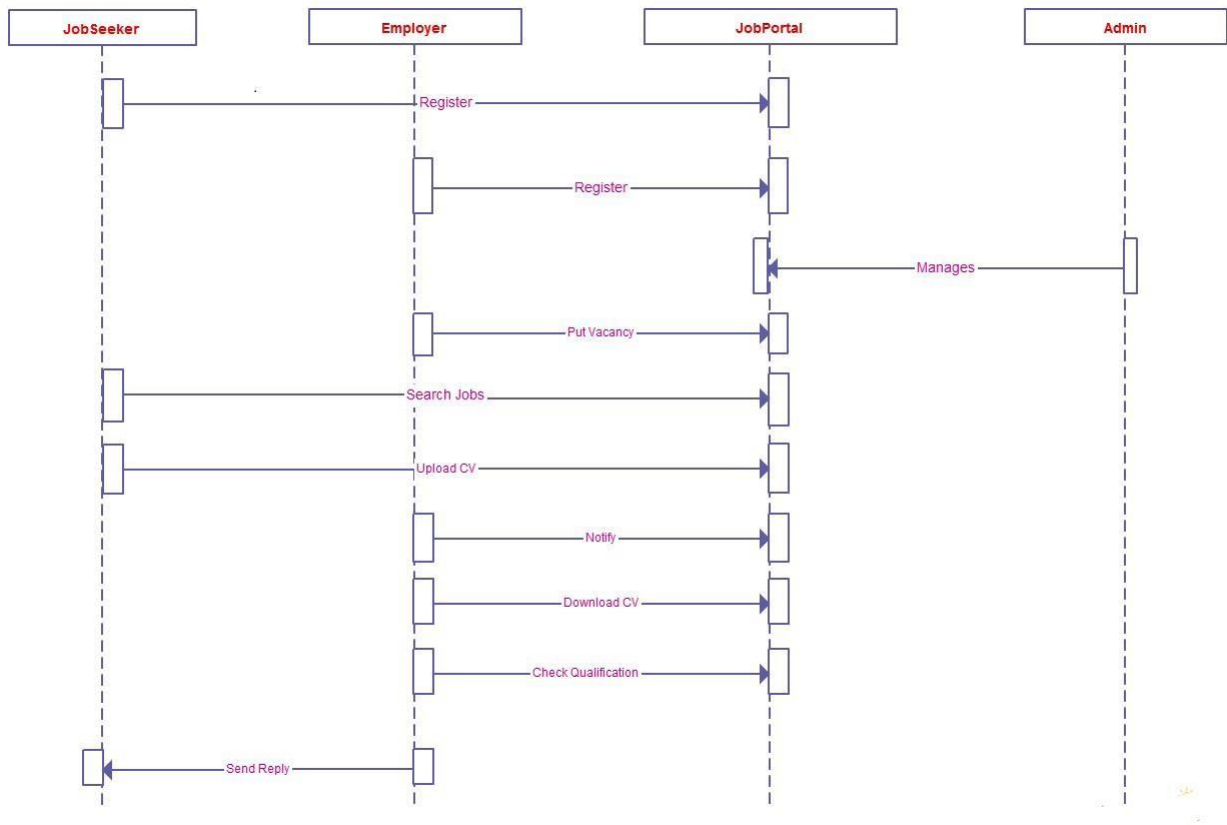 JobSeeker
Employer
JobPortal
Admin
Register
Register
Manages
Put Vacancy
Search Jobs
Upload CV
Notify
Download CV
Check Qualification
Send Reply